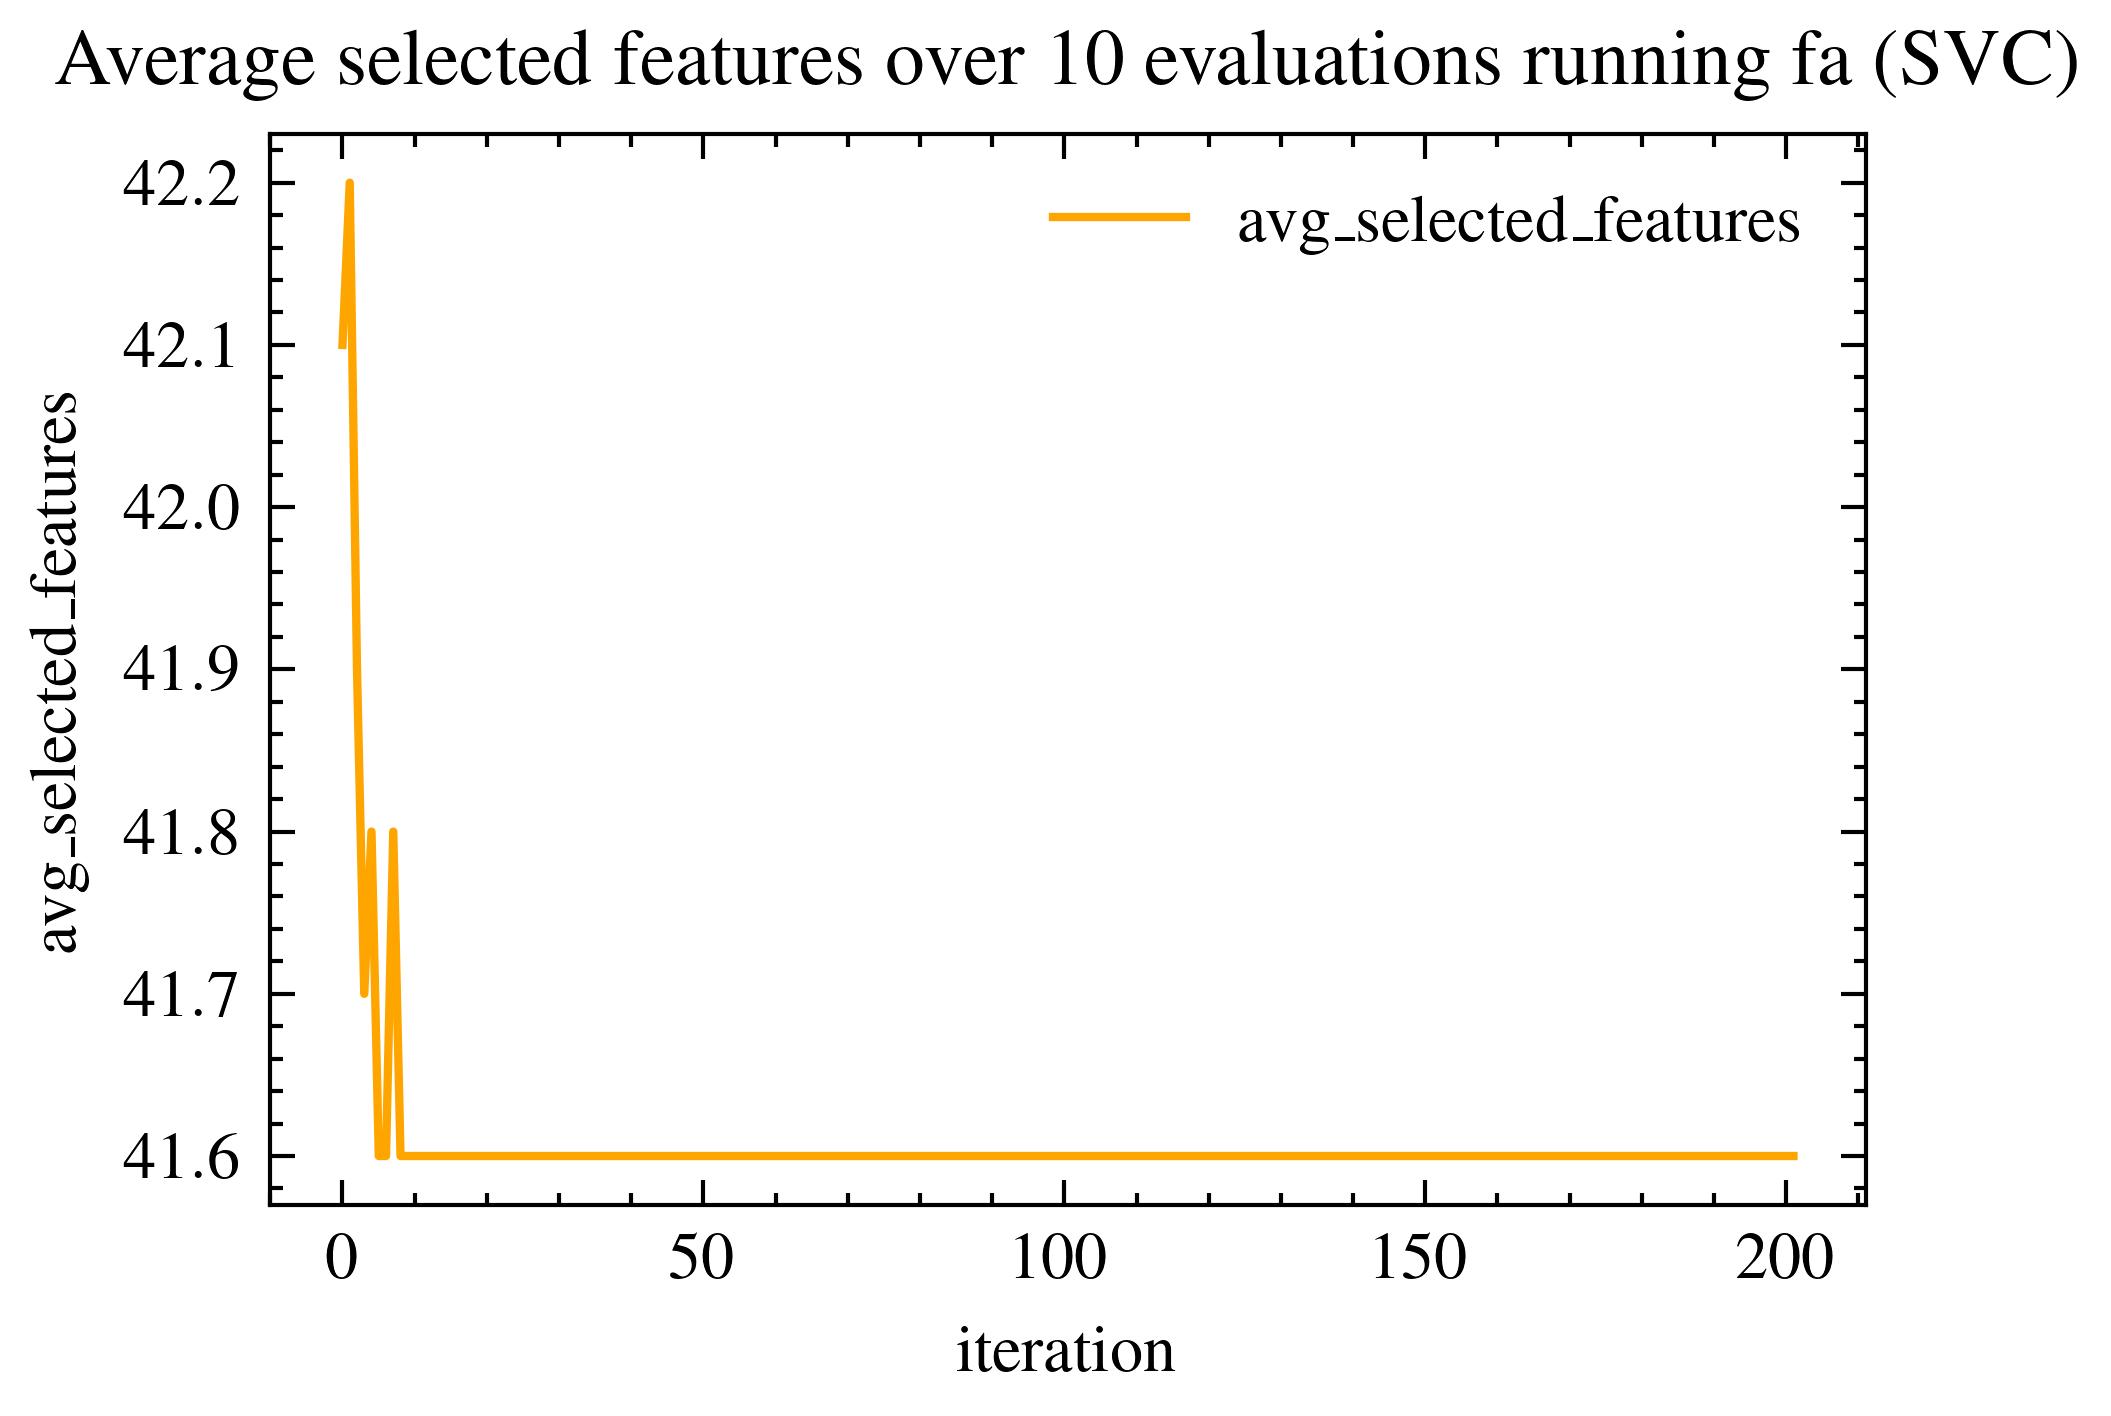 Average selected features over 10 evaluations running fa (SVC)
avg_selected_features
42.2
42.1
42.0
41.9
41.8
41.7
41.6
avg_selected_features
0 50 100 150 200
iteration